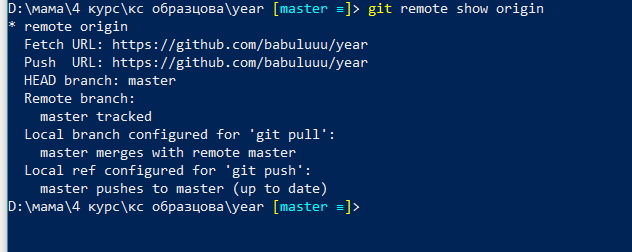 D:\мама\4 курс\кс образцова\year [master ≡]> git remote show origin
* remote origin
  Fetch URL: https://github.com/babuluuu/year
  Push  URL: https://github.com/babuluuu/year
  HEAD branch: master
  Remote branch:
    master tracked
  Local branch configured for 'git pull':
    master merges with remote master
  Local ref configured for 'git push':
    master pushes to master (up to date)
D:\мама\4 курс\кс образцова\year [master ≡]>